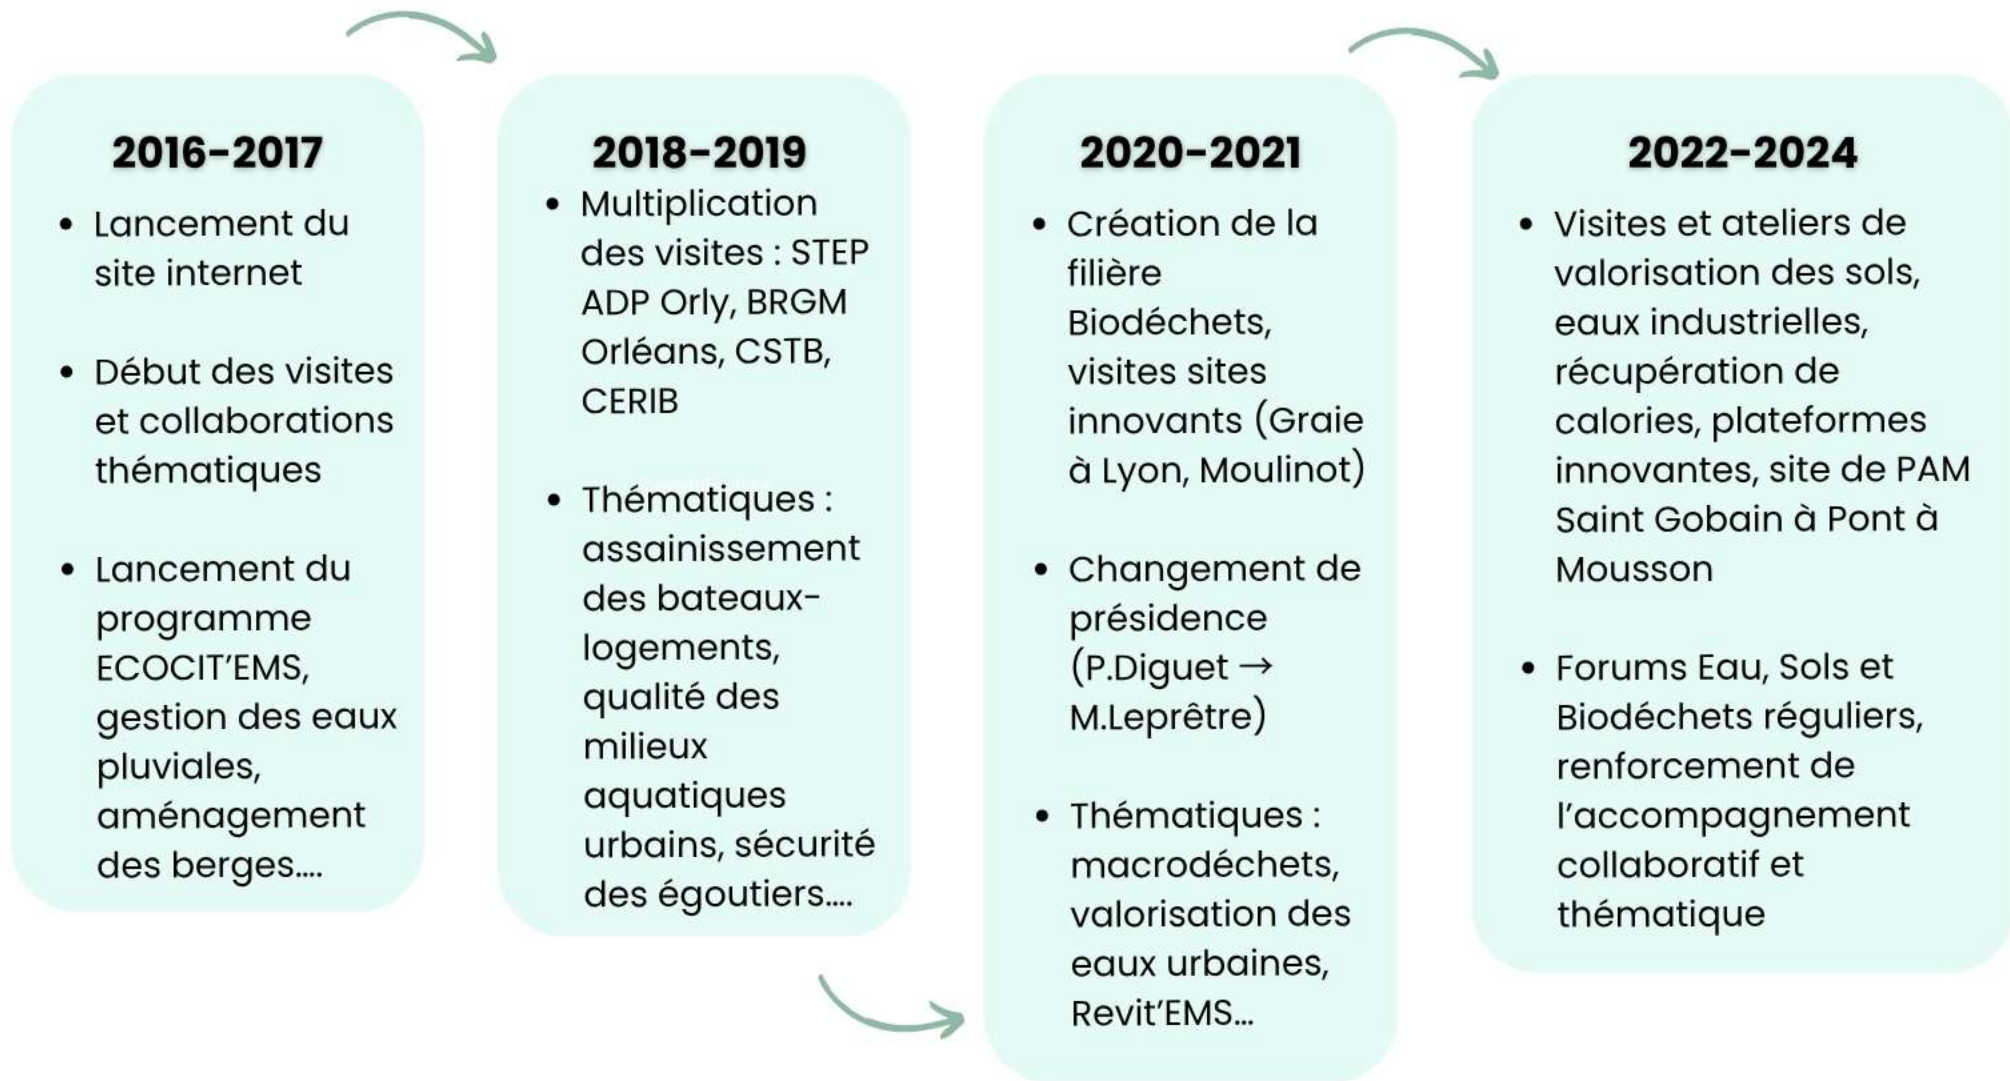 2016-2017
• Lancement du
site internet
• Début des visites
et collaborations
thématiques
• Lancement du
programme
ECOCIT’EMS,
gestion des eaux
pluviales,
aménagement
des berges....
2018-2019
• Multiplication
des visites : STEP
ADP Orly, BRGM
Orléans, CSTB,
CERIB
• Thématiques :
assainissement
des bateaux-
logements,
qualité des
milieux
aquatiques
urbains, sécurité
des égoutiers....
2020-2021
• Création de la
filière
Biodéchets,
visites sites
innovants (Graie
à Lyon, Moulinot)
• Changement de
présidence
(P.Diguet →
M.Leprêtre)
• Thématiques :
macrodéchets,
valorisation des
eaux urbaines,
Revit’EMS...
2022-2024
• Visites et ateliers de
valorisation des sols,
eaux industrielles,
récupération de
calories, plateformes
innovantes, site de PAM
Saint Gobain à Pont à
Mousson
• Forums Eau, Sols et
Biodéchets réguliers,
renforcement de
l’accompagnement
collaboratif et
thématique